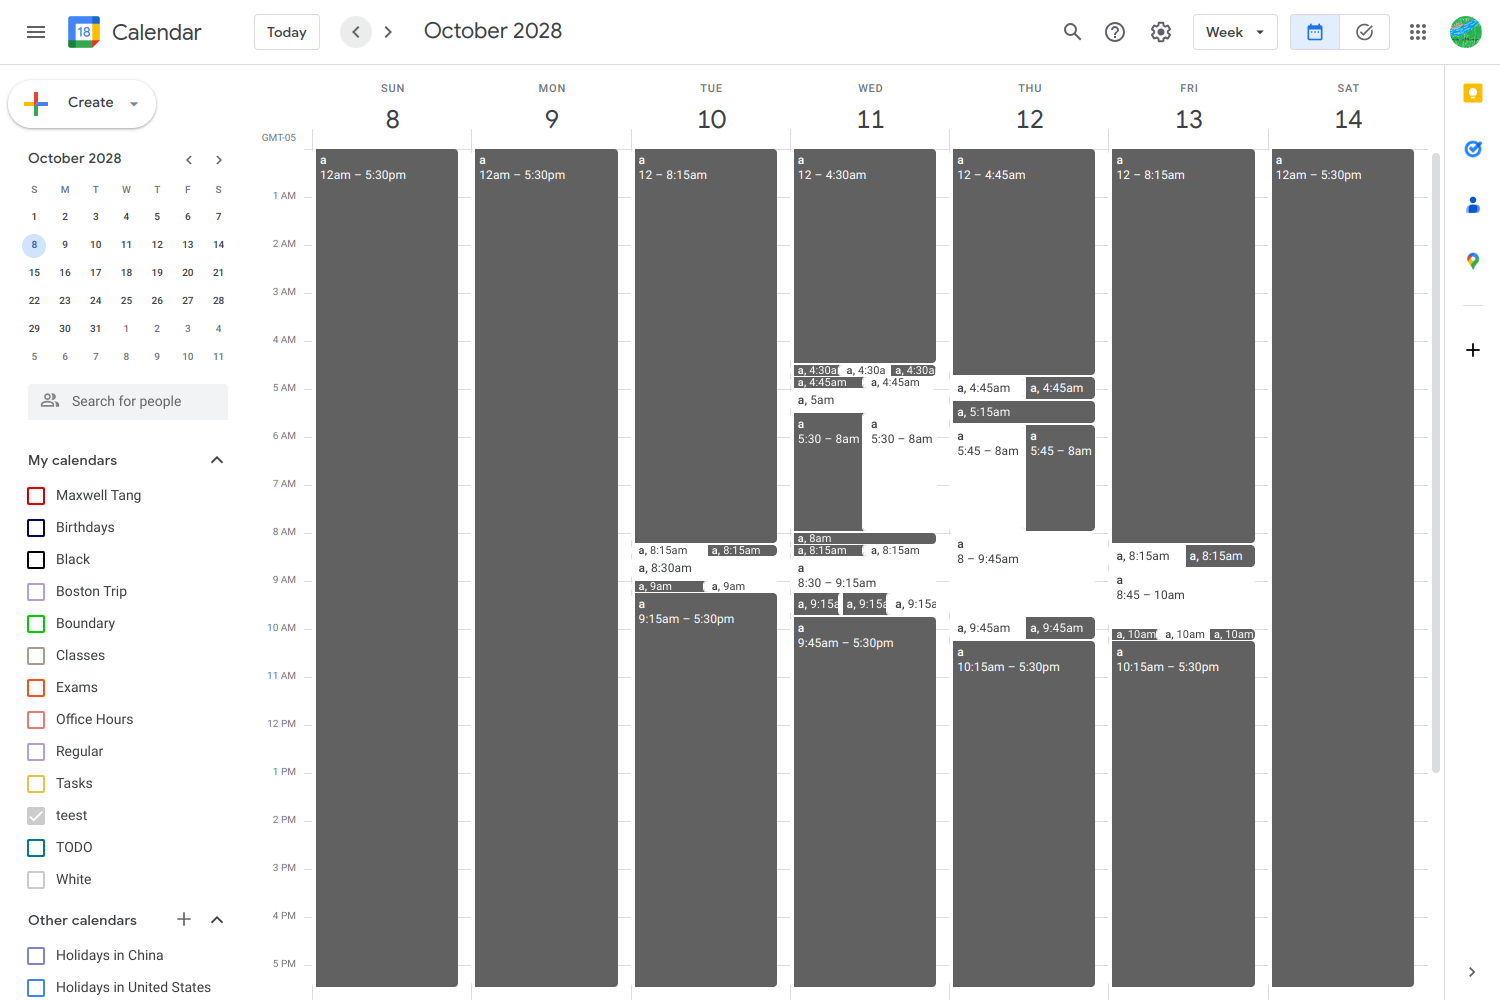 18
Calendar
Today
October 2028
Week
Create
October 2028
S M T W T F S
1 2 3 4 5 6 7
8 9 10 11 12 13 14
15 16 17 18 19 20 21
22 23 24 25 26 27 28
29 30 31 1 2 3 4
5 6 7 8 9 10 11
Search for people
My calendars
Maxwell Tang
Birthdays
Black
Boston Trip
Boundary
Classes
Exams
Office Hours
Regular
Tasks
teest
TODO
White
Other calendars
Holidays in China
Holidays in United States
GMT-05
1 AM
2 AM
3 AM
4 AM
5 AM
6 AM
7 AM
8 AM
9 AM
10 AM
11 AM
12 PM
1 PM
2 PM
3 PM
4 PM
5 PM
SUN
8
a
12am – 5:30pm
MON
9
a
12am – 5:30pm
TUE
10
a
12 – 8:15am
a, 8:15am
a, 8:15am
a, 8:30am
a, 9am
a, 9am
a
9:15am – 5:30pm
WED
11
a
12 – 4:30am
a, 4:30a
a, 4:30a
a, 4:30a
a, 4:45am
a, 4:45am
a, 5am
a
5:30 – 8am
a
5:30 – 8am
a, 8am
a, 8:15am
a, 8:15am
a
8:30 – 9:15am
a, 9:15a
a, 9:15a
a, 9:15a
a
9:45am – 5:30pm
THU
12
a
12 – 4:45am
a, 4:45am
a, 4:45am
a, 5:15am
a
5:45 – 8am
a
5:45 – 8am
a
8 – 9:45am
a, 9:45am
a, 9:45am
a
10:15am – 5:30pm
FRI
13
a
12 – 8:15am
a, 8:15am
a, 8:15am
a
8:45 – 10am
a, 10am
a, 10am
a, 10am
a
10:15am – 5:30pm
SAT
14
a
12am – 5:30pm